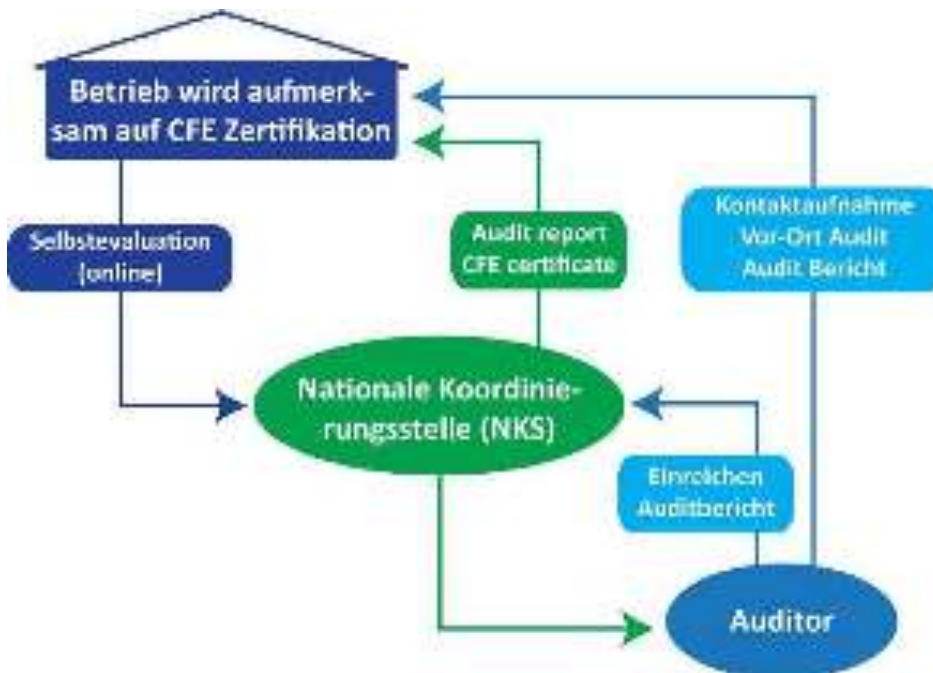 Betrieb wird aufmerk-
sam auf CFE Zertifikation
Selbstevaluation
(online)
Audit report
CFE certificate
Kontaktaufnahme
Vor-Ort Audit
Audit Bericht
Nationale Koordinie-
rungsstelle (NKS)
Einreichen
Auditbericht
Auditor